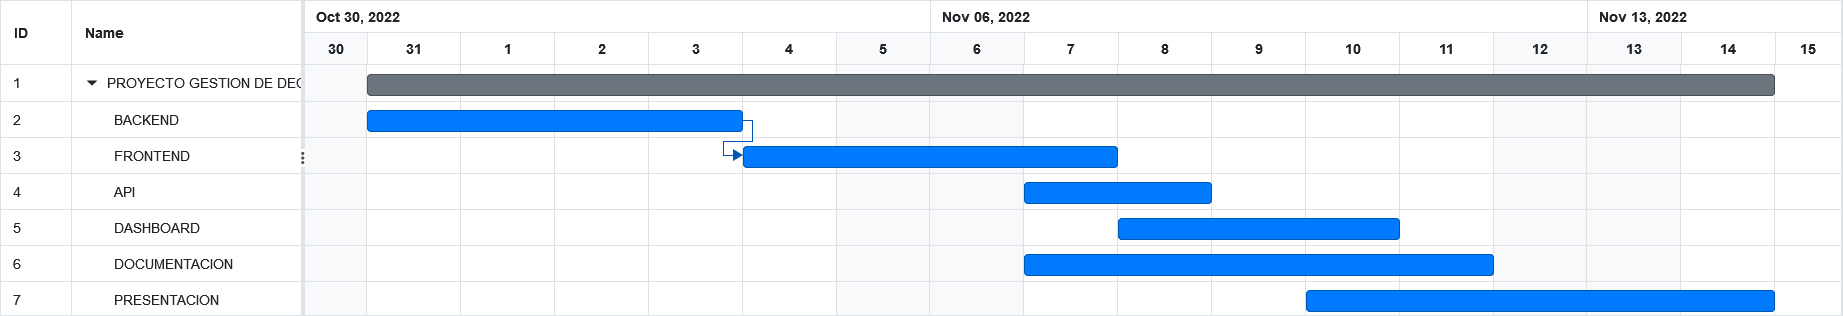 ID Name Oct 30, 2022 Nov 06, 2022 Nov 13, 2022
30 31 1 2 3 4 5 6 7 8 9 10 11 12 13 14 15
1 PROYECTO GESTION DE DEC
2 BACKEND
3 FRONTEND
4 API
5 DASHBOARD
6 DOCUMENTACION
7 PRESENTACION